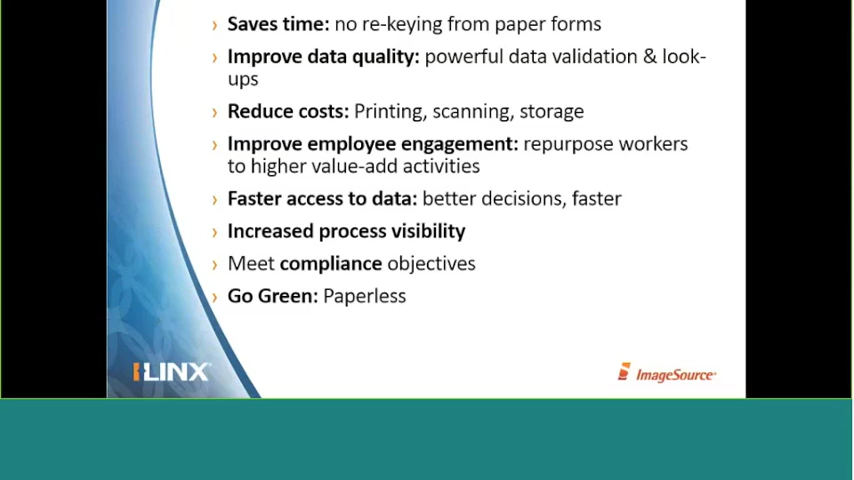 › Saves time: no re-keying from paper forms
› Improve data quality: powerful data validation & look-
ups
› Reduce costs: Printing, scanning, storage
› Improve employee engagement: repurpose workers
to higher value-add activities
› Faster access to data: better decisions, faster
› Increased process visibility
› Meet compliance objectives
› Go Green: Paperless
ILINX
ImageSource